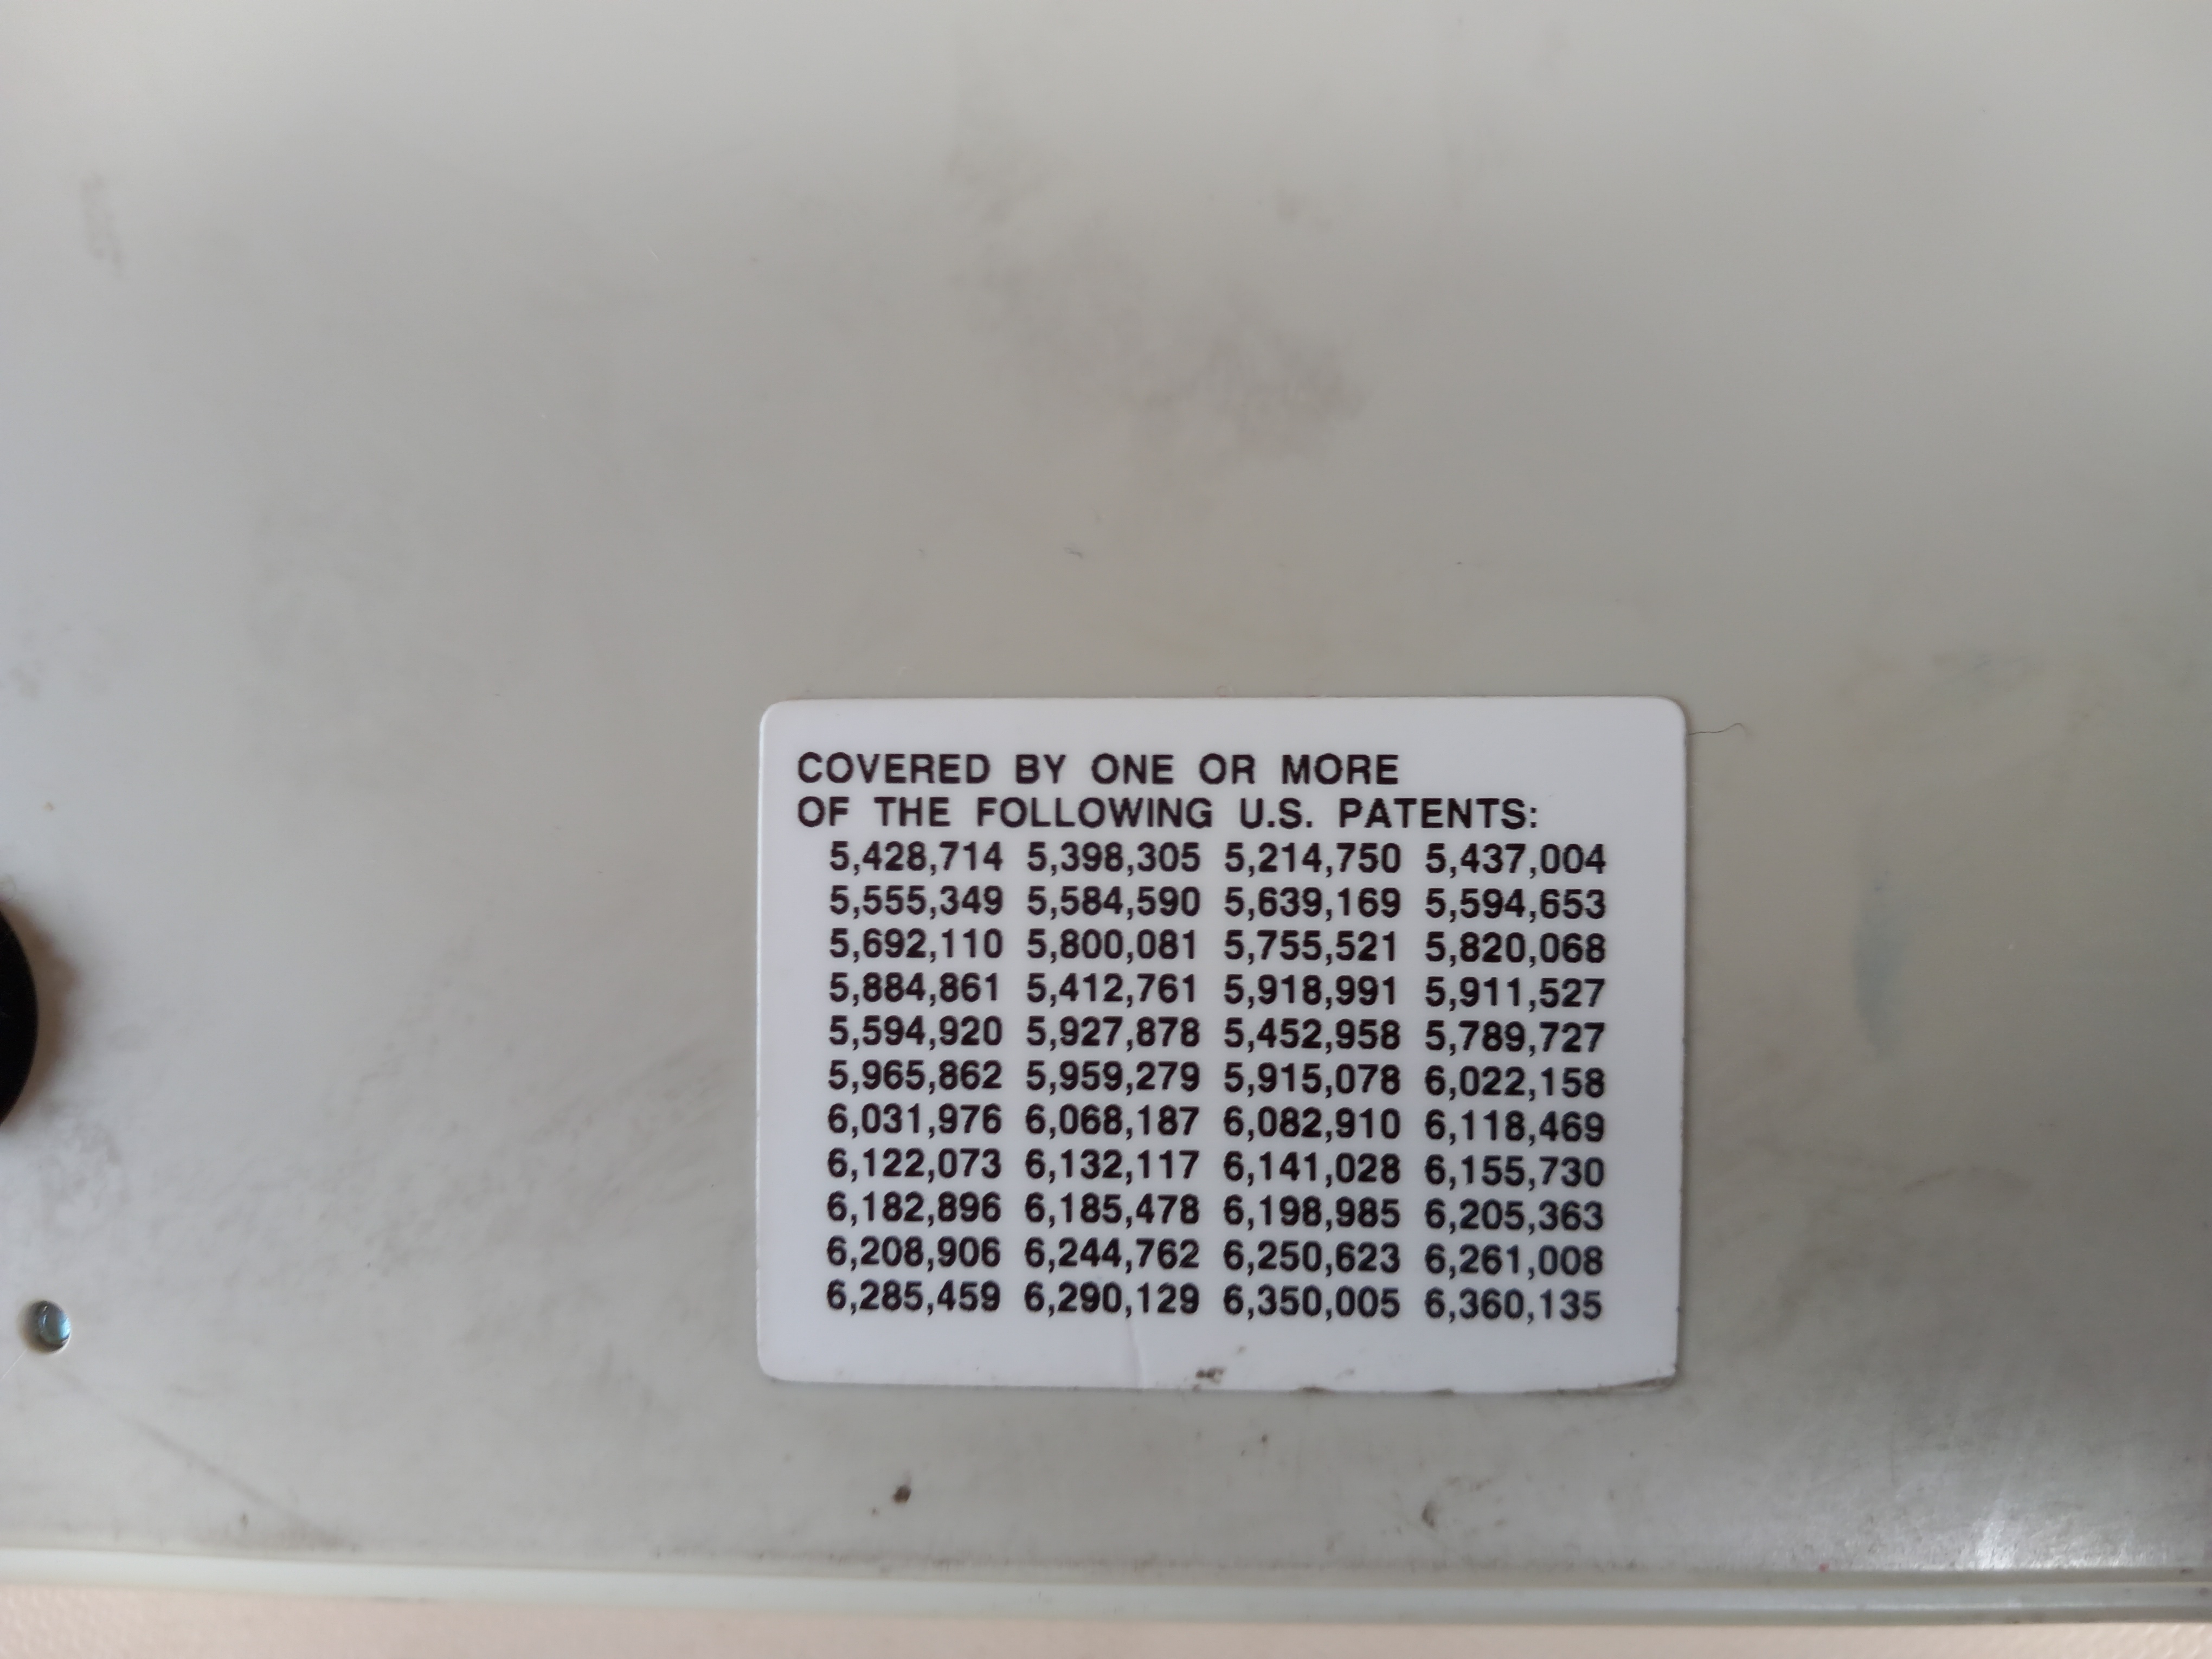 COVERED BY ONE OR MORE
OF THE FOLLOWING U.S. PATENTS:
5,428,714 5,398,305 5,214,750 5,437,004
5,555,349 5,584,590 5,639,169 5,594,653
5,692,110 5,800,081 5,755,521 5,820,068
5,884,861 5,412,761 5,918,991 5,911,527
5,594,920 5,927,878 5,452,958 5,789,727
5,965,862 5,959,279 5,915,078 6,022,158
6,031,976 6,068,187 6,082,910 6,118,469
6,122,073 6,132,117 6,141,028 6,155,730
6,182,896 6,185,478 6,198,985 6,205,363
6,208,906 6,244,762 6,250,623 6,261,008
6,285,459 6,290,129 6,350,005 6,360,135